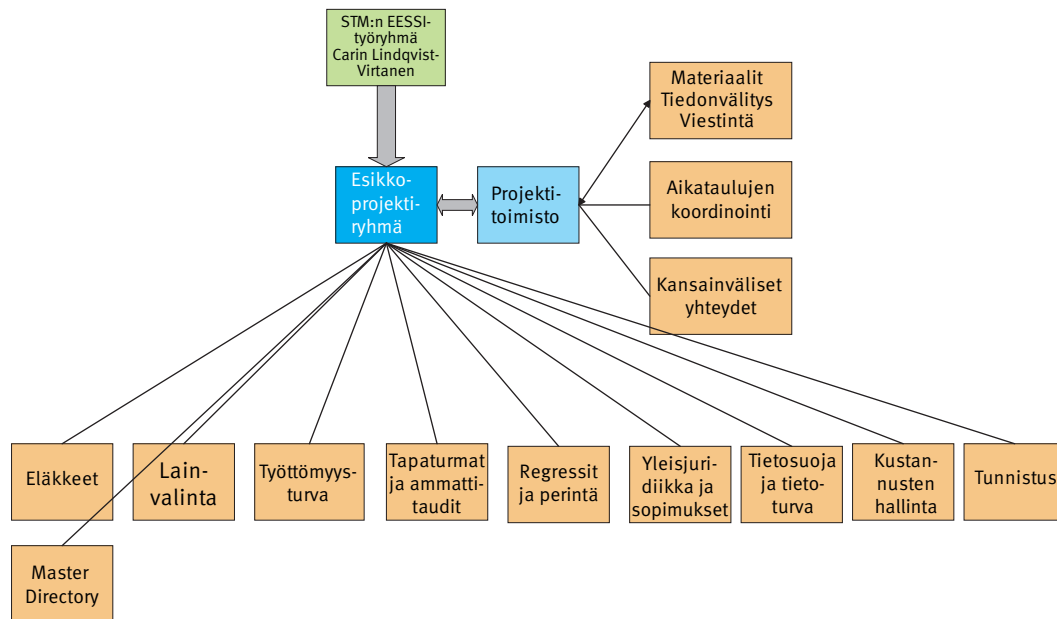 STM:n EESSI-
työryhmä
Carin Lindqvist-
Virtanen
Materiaalit
Tiedonvälitys
Viestintä
Esikko-
projekti-
ryhmä
Projekti-
toimisto
Aikataulujen
koordinointi
Kansainväliset
yhteydet
Eläkkeet
Lain-
valinta
Työttömyys-
turva
Tapaturmat
ja ammatti-
taudit
Regressit
ja perintä
Yleisjuri-
diikka ja
sopimukset
Tietosuoja
ja tieto-
turva
Kustan-
nusten
hallinta
Tunnistus
Master
Directory